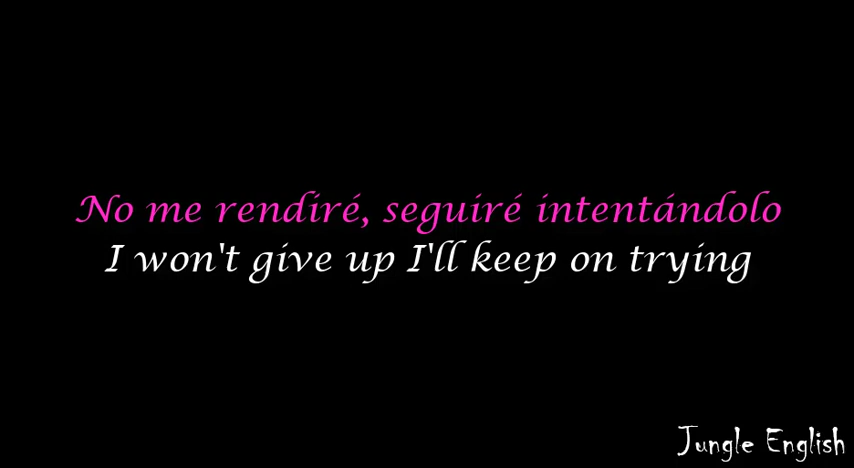 No me rendiré, seguiré intentándolo
I won't give up I'll keep on trying
Jungle English